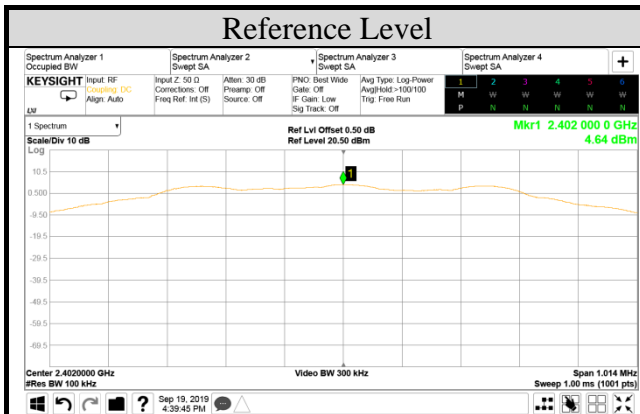 Reference Level
Spectrum Analyzer 1
Occupied BW
Spectrum Analyzer 2
Swept SA
Spectrum Analyzer 3
Swept SA
Spectrum Analyzer 4
Swept SA
+
KEYSIGHT
Input: RF
Coupling: DC
Align: Auto
Input Z: 50 Ω
Corrections: Off
Freq Ref: Int (S)
Atten: 30 dB
Preamp: Off
Source: Off
PNO: Best Wide
Gate: Off
IF Gain: Low
Sig Track: Off
Avg Type: Log-Power
Avg|Hold:>100/100
Trig: Free Run
1 2 3 4 5 6
M W W W W W
P N N N N N
1 Spectrum
Scale/Div 10 dB
Ref Lvl Offset 0.50 dB
Ref Level 20.50 dBm
Mkr1 2.402 000 0 GHz
4.64 dBm
Log
1
10.5
0.500
-9.50
-19.5
-29.5
-39.5
-49.5
-59.5
-69.5
Center 2.4020000 GHz
#Res BW 100 kHz
Video BW 300 kHz
Span 1.014 MHz
Sweep 1.00 ms (1001 pts)
?
Sep 19, 2019
4:39:45 PM